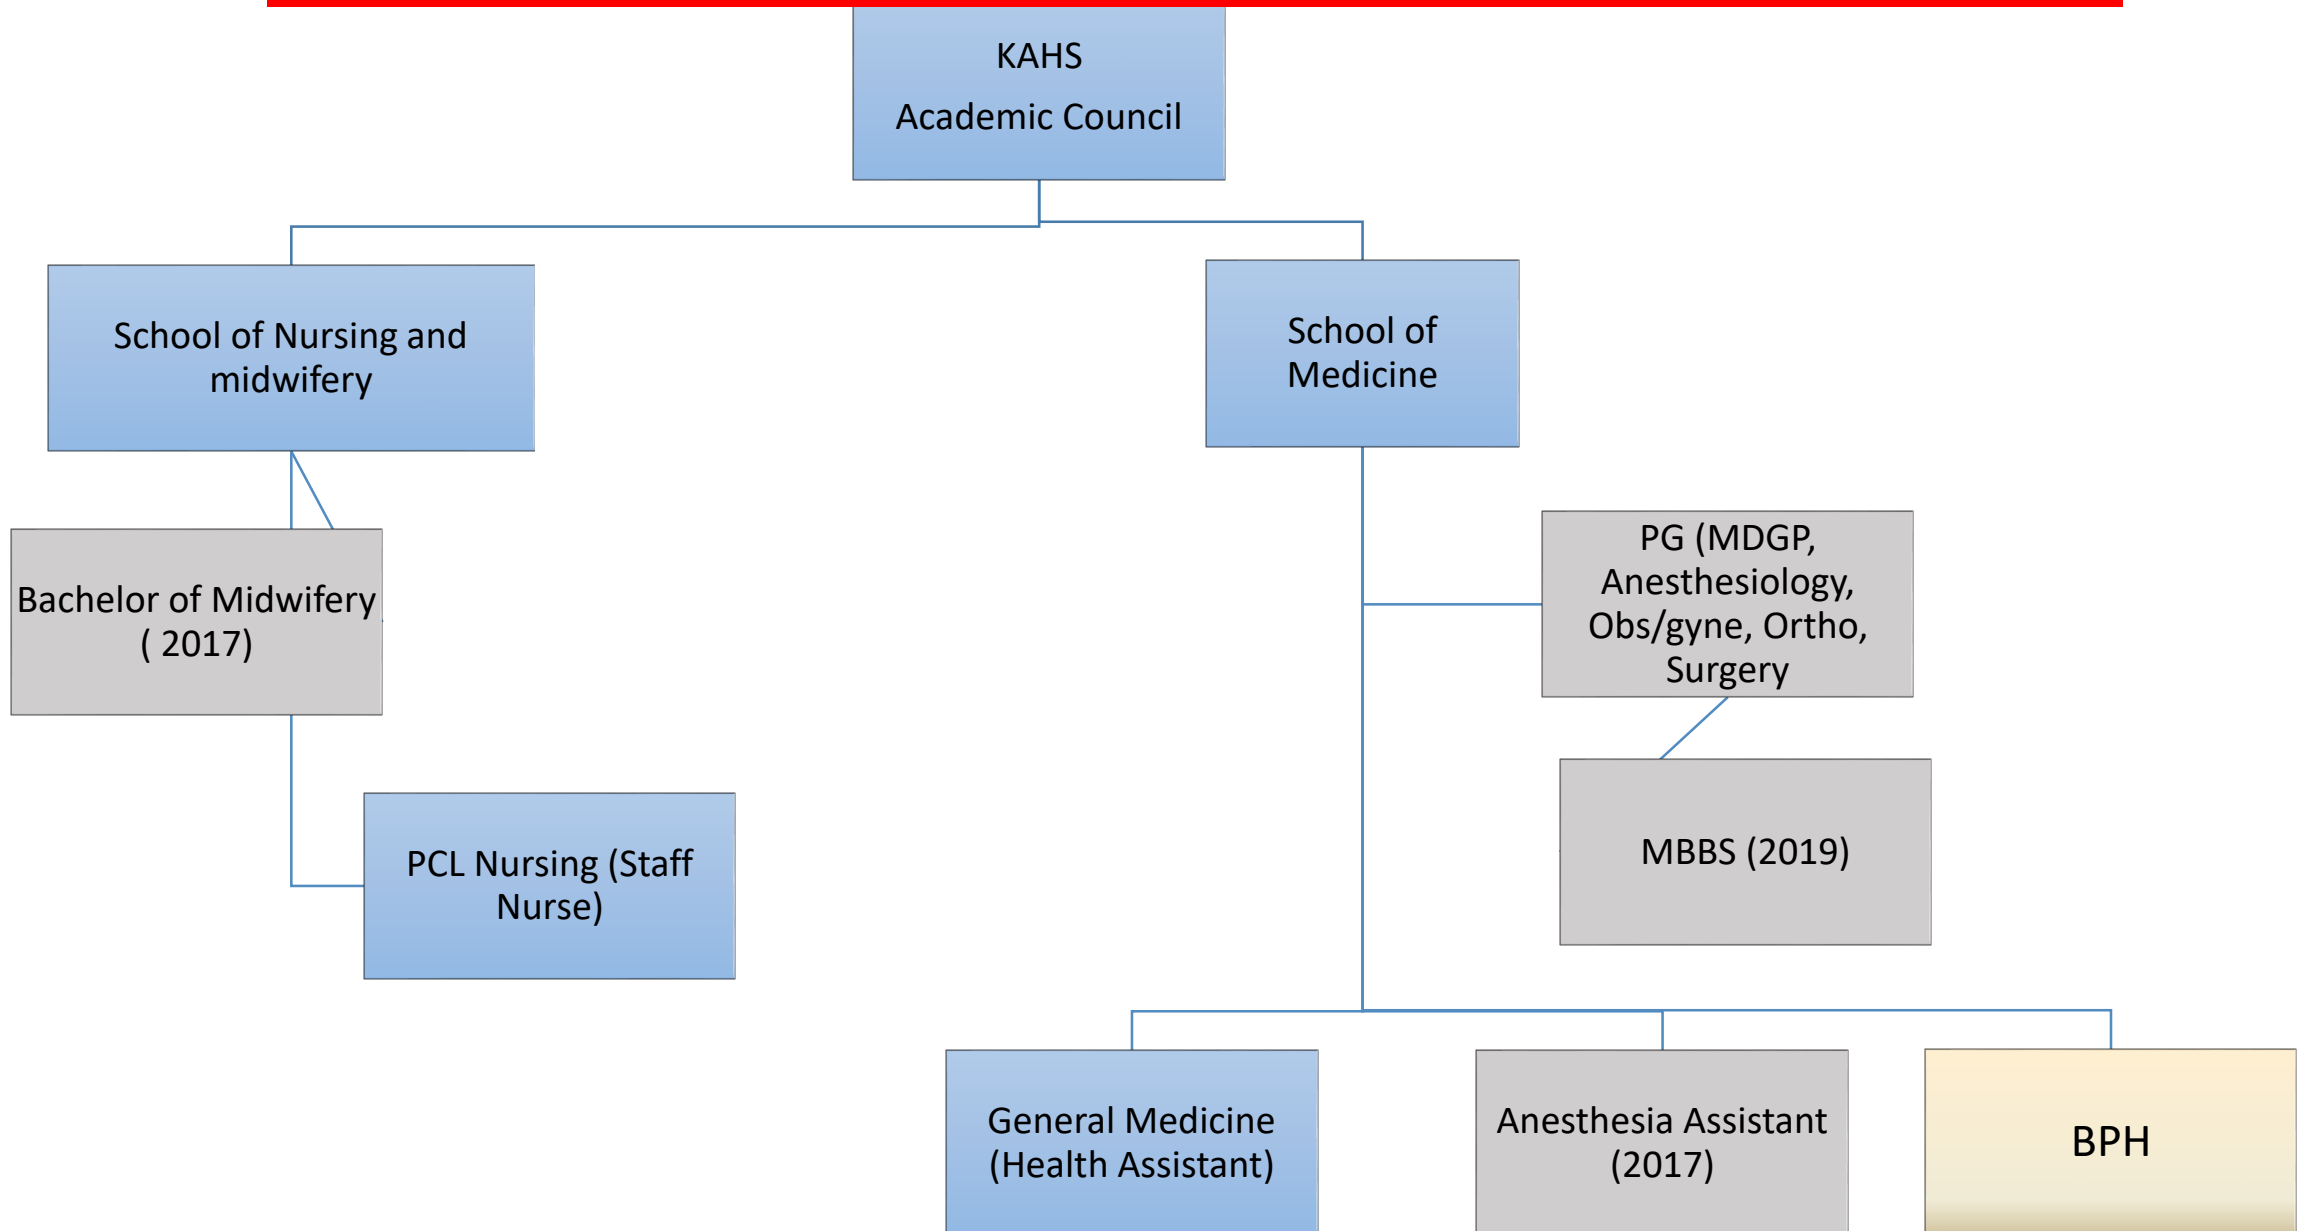 KAHS
Academic Council
School of Nursing and
midwifery
School of
Medicine
Bachelor of Midwifery
( 2017)
PG (MDGP,
Anesthesiology,
Obs/gyne, Ortho,
Surgery
PCL Nursing (Staff
Nurse)
MBBS (2019)
General Medicine
(Health Assistant)
Anesthesia Assistant
(2017)
BPH